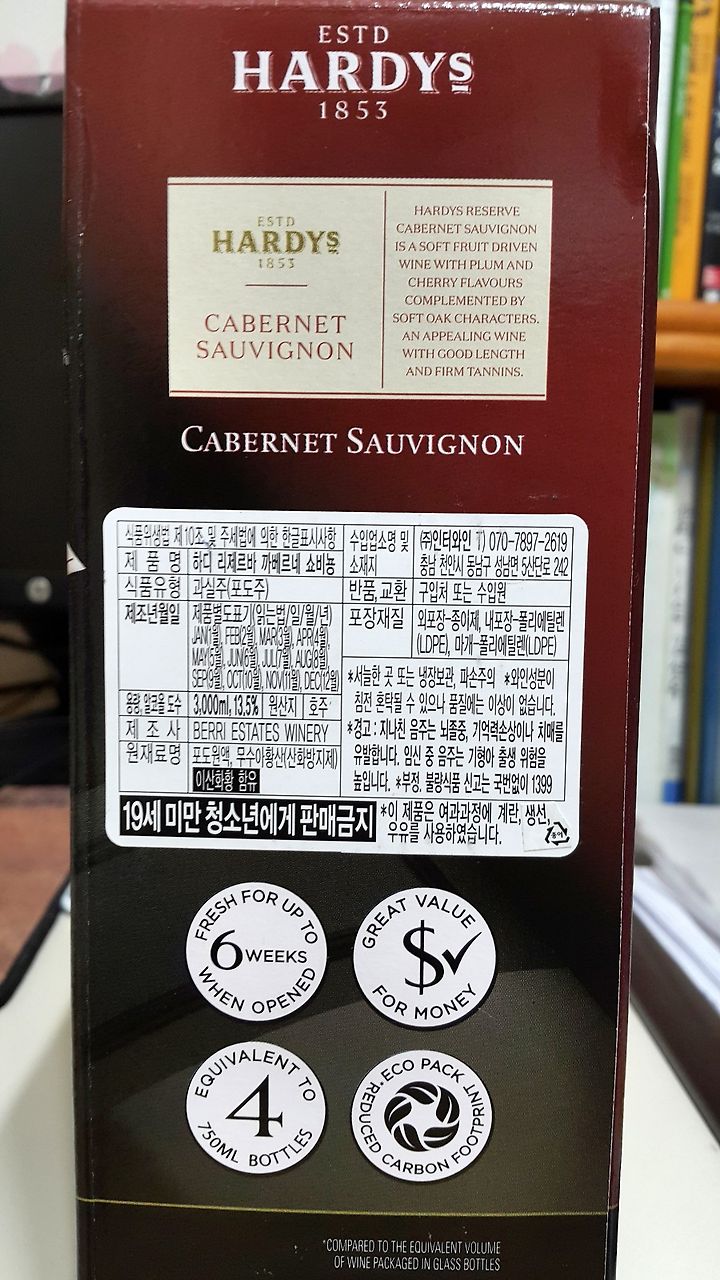 ESTD
HARDYS
1853
ESTD
HARDYS
1853
CABERNET
SAUVIGNON
HARDYS RESERVE
CABERNET SAUVIGNON
IS A SOFT FRUIT DRIVEN
WINE WITH PLUM AND
CHERRY FLAVOURS
COMPLEMENTED BY
SOFT OAK CHARACTERS.
AN APPEALING WINE
WITH GOOD LENGTH
AND FIRM TANNINS.
CABERNET SAUVIGNON
식품위생법 제10조 및 주세법에 의한 한글표시사항
제 품 명 하디 리제르바 까베르네 쇼비뇽
식품유형 과실주(포도주)
제조년월일 제품별도표기(읽는법/일/월/년)
JAN(1월), FEB(2월), MAR(3월), APR(4월),
MAY(5월), JUN(6월), JUL(7월), AUG(8월),
SEP(9월), OCT(10월), NOV(11월), DEC(12월)
용량, 알코올 도수 3,000ml, 13.5% 원산지 호주
제 조 사 BERRI ESTATES WINERY
원재료명 포도원액, 무수아황산(산화방지제)
이산화황 함유
수입업소명 및 ㈜인터와인 T) 070-7897-2619
소재지 충남 천안시 동남구 성남면 5산단로 242
반품,교환 구입처 또는 수입원
포장재질 외포장-종이제, 내포장-폴리에틸렌
(LDPE), 마개-폴리에틸렌(LDPE)
*서늘한 곳 또는 냉장보관, 파손주의 *와인성분이
침전 혼탁될 수 있으나 품질에는 이상이 없습니다.
*경고 : 지나친 음주는 뇌졸중, 기억력손상이나 치매를
유발합니다. 임신 중 음주는 기형아 출생 위험을
높입니다. *부정, 불량식품 신고는 국번없이 1399
19세 미만 청소년에게 판매금지
*이 제품은 여과과정에 계란, 생선,
우유를 사용하였습니다.
종이
FRESH FOR UP TO
6 WEEKS
WHEN OPENED
GREAT VALUE
$
FOR MONEY
EQUIVALENT TO
4
750ML BOTTLES
ECO PACK
*REDUCED CARBON FOOTPRINT
*COMPARED TO THE EQUIVALENT VOLUME
OF WINE PACKAGED IN GLASS BOTTLES